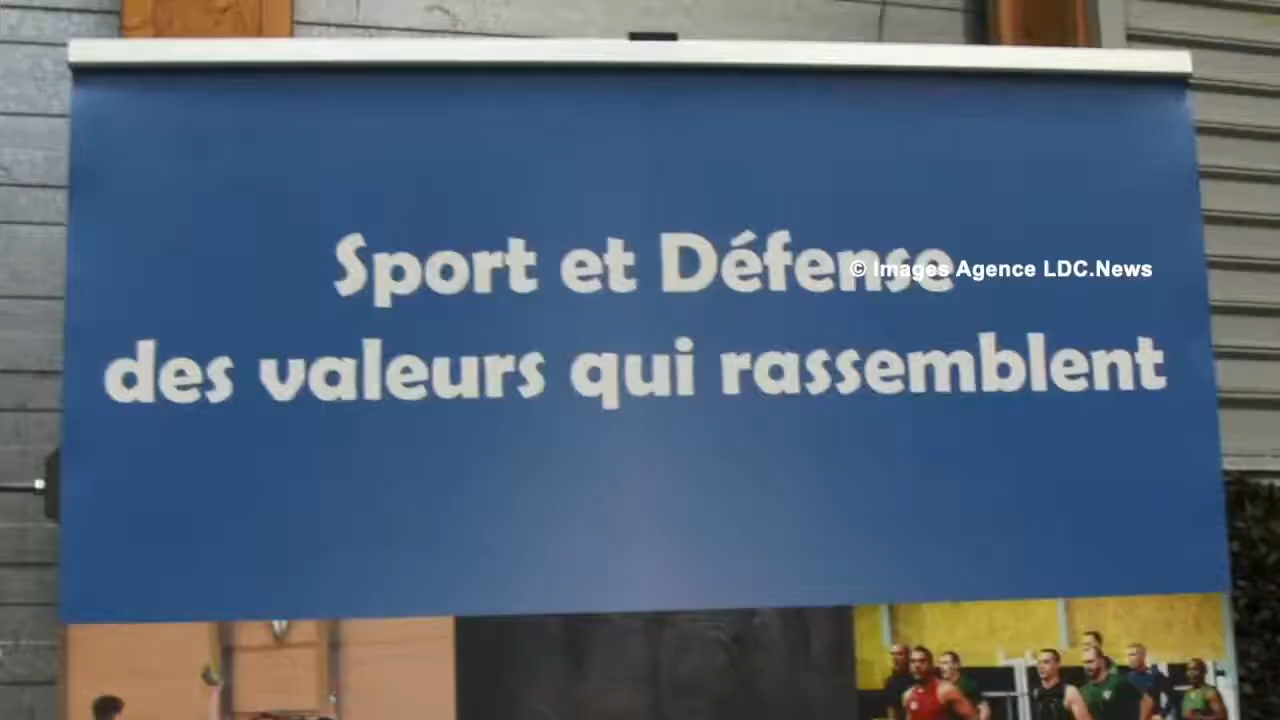 Sport et Défense
© Images Agence LDC.News
des valeurs qui rassemblent